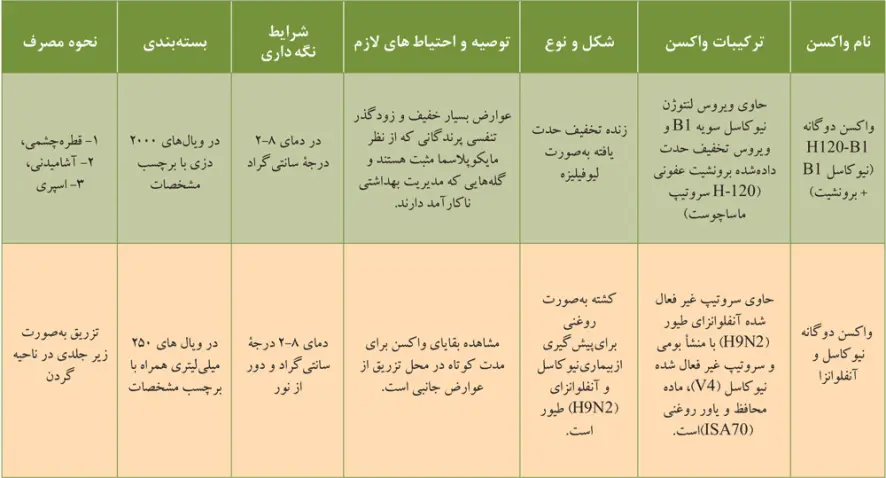 نام واکسن
ترکیبات واکسن
شکل و نوع
توصیه و احتیاط های لازم
شرایط
نگه داری
بسته‌بندی
نحوه مصرف
واکسن دوگانه
H120-B1
(نیوکاسل B1
+ برونشیت)
حاوی ویروس لنتوژن
نیوکاسل سویه B1 و
ویروس تخفیف حدت
داده‌شده برونشیت عفونی
(H-120 سروتیپ
ماساچوست)
زنده تخفیف حدت
یافته به‌صورت
لیوفیلیزه
عوارض بسیار خفیف و زودگذر
تنفسی پرندگانی که از نظر
مایکوپلاسما مثبت هستند و
گله‌هایی که مدیریت بهداشتی
ناکارآمد دارند.
در دمای ۸-۲
درجهٔ سانتی‌گراد
در ویال‌های ۲۰۰۰
دزی با برچسب
مشخصات
۱- قطره‌چشمی،
۲- آشامیدنی،
۳- اسپری
واکسن دوگانه
نیوکاسل و
آنفلوانزا
حاوی سروتیپ غیر فعال
شده آنفلوانزای طیور
(H9N2) با منشأ بومی
و سروتیپ غیر فعال شده
نیوکاسل (V4)، ماده
محافظ و یاور روغنی
(ISA70)است.
کشته به‌صورت
روغنی
برای‌پیش‌گیری
ازبیماری‌نیوکاسل
و آنفلوانزای
(H9N2) طیور
است.
مشاهده بقایای واکسن برای
مدت کوتاه در محل تزریق از
عوارض جانبی است.
دمای ۸-۲ درجهٔ
سانتی‌گراد و دور
از نور
در ویال های ۲۵۰
میلی‌لیتری همراه با
برچسب مشخصات
تزریق به‌صورت
زیر جلدی در ناحیه
گردن